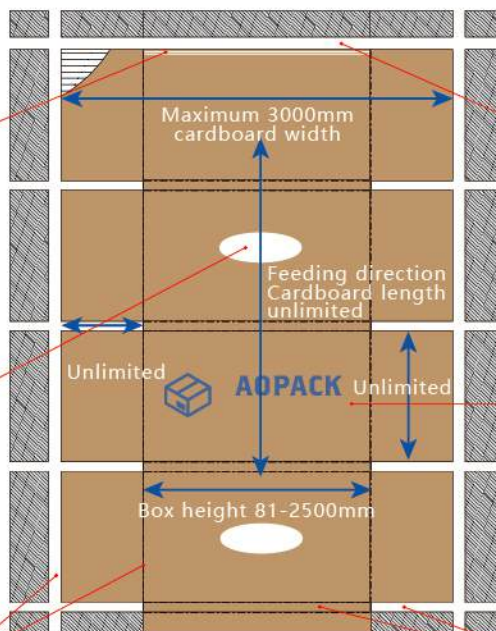 Maximum 3000mm
cardboard width
Feeding direction
Cardboard length
unlimited
Unlimited
AOPACK
Unlimited
Box height 81-2500mm